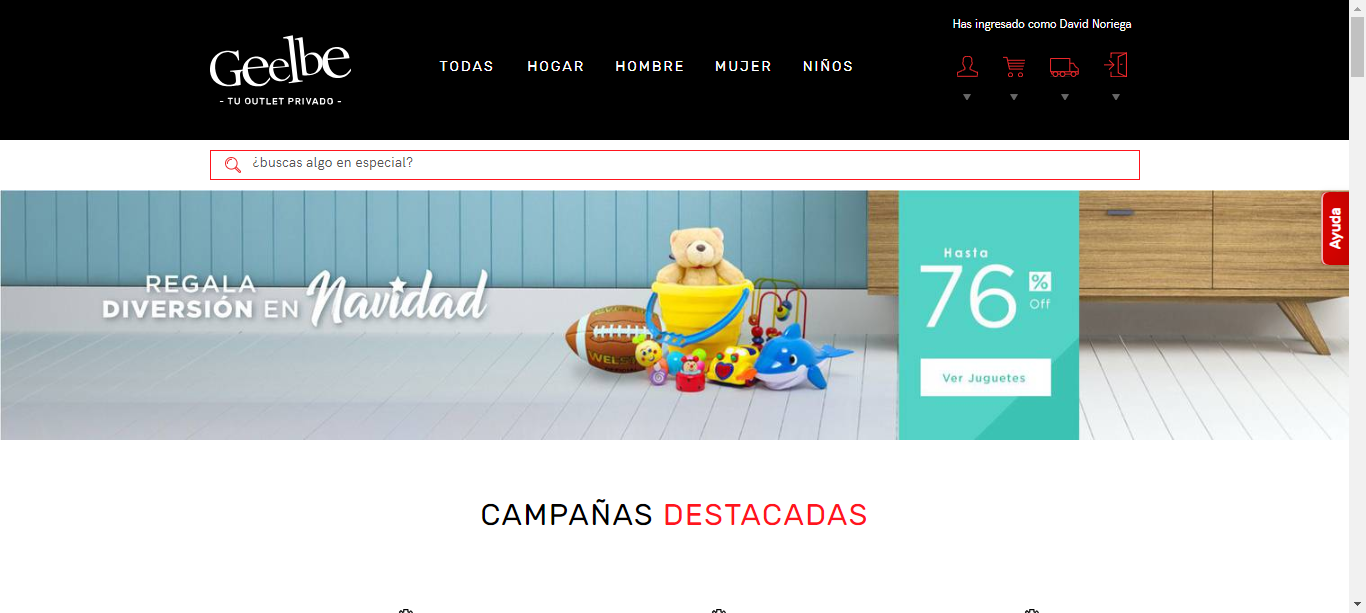 Has ingresado como David Noriega
Geelbe
- TU OUTLET PRIVADO -
TODAS HOGAR HOMBRE MUJER NIÑOS
¿buscas algo en especial?
Ayuda
REGALA
DIVERSIÓN EN Navidad
WELS
Hasta
76 %
Off
Ver Juguetes
CAMPAÑAS DESTACADAS